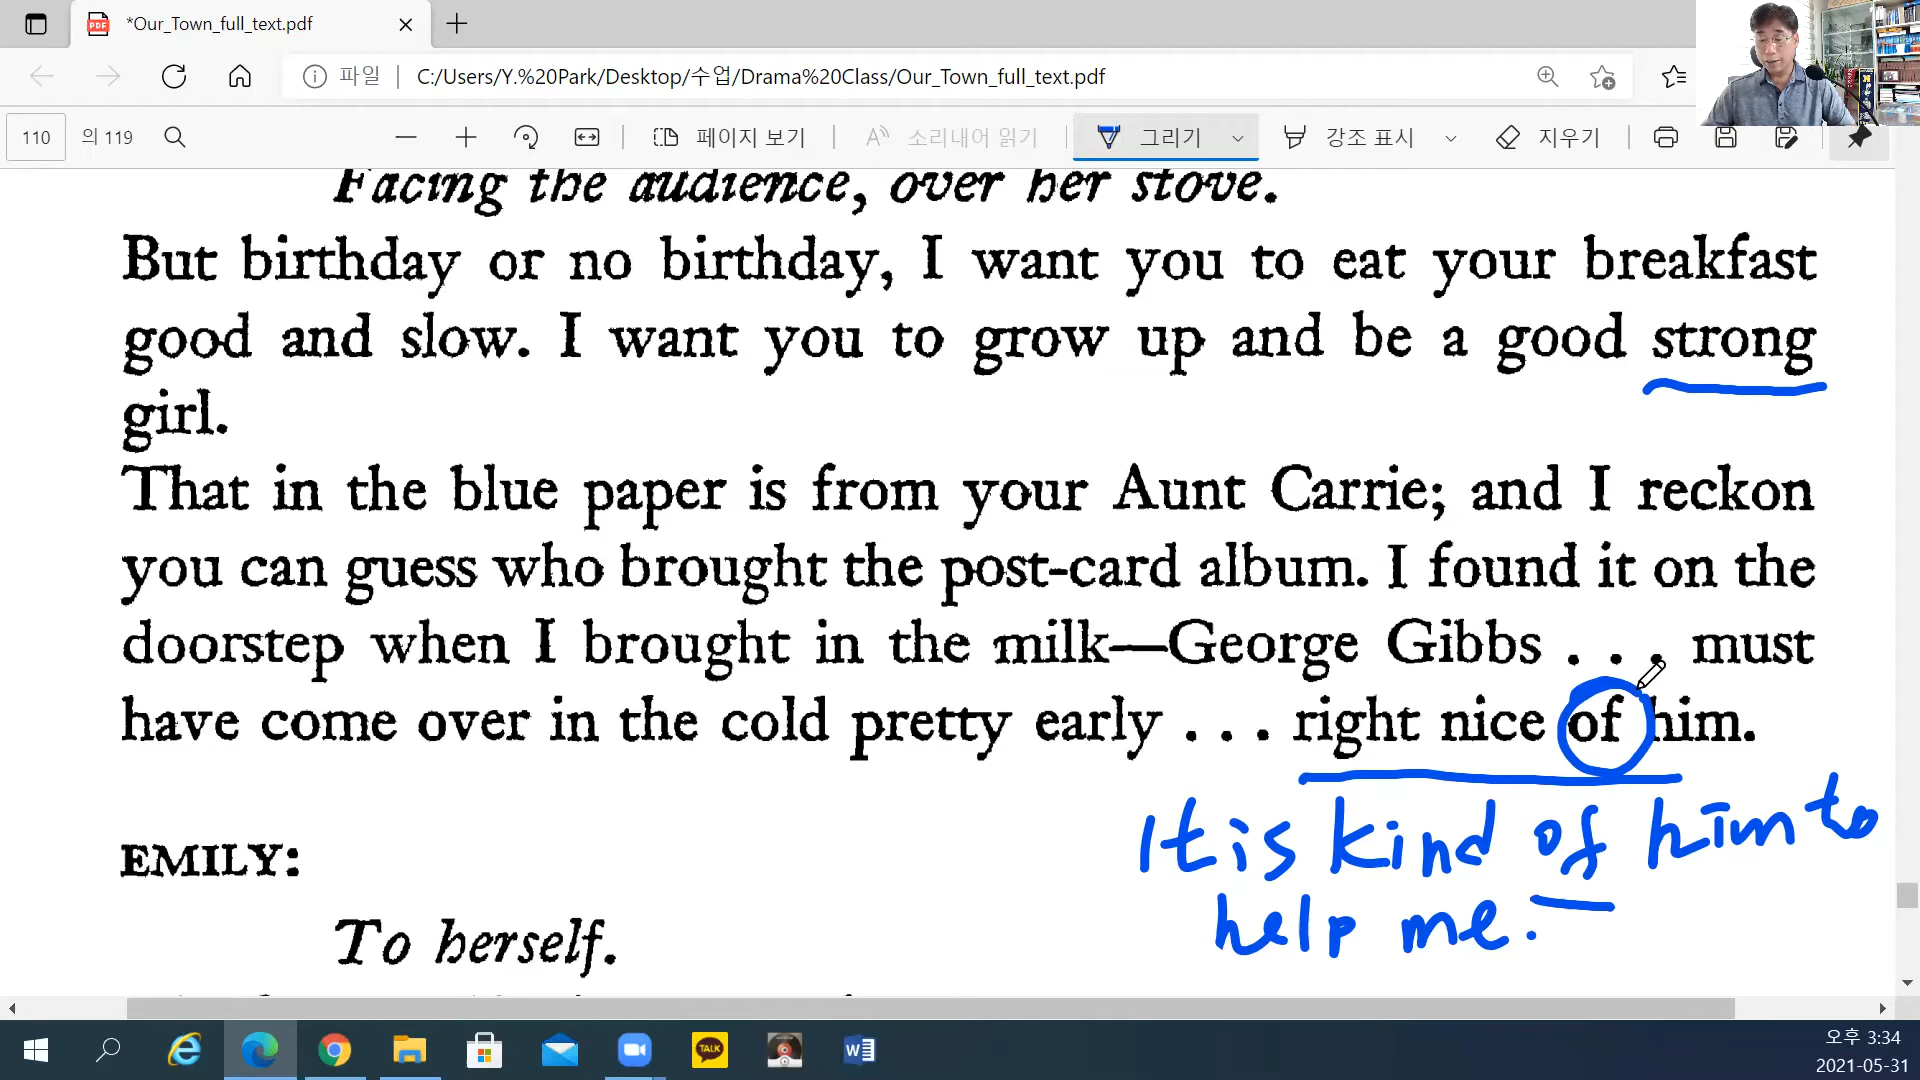 *Our_Town_full_text.pdf
파일 | C:/Users/Y.%20Park/Desktop/수업/Drama%20Class/Our_Town_full_text.pdf
110 의 119 페이지 보기 소리내어 읽기 그리기 강조 표시 지우기
Facing the audience, over her stove.
But birthday or no birthday, I want you to eat your breakfast
good and slow. I want you to grow up and be a good strong
girl.
That in the blue paper is from your Aunt Carrie; and I reckon
you can guess who brought the post-card album. I found it on the
doorstep when I brought in the milk—George Gibbs . . . must
have come over in the cold pretty early . . . right nice of him.
It is kind of him to
help me.
EMILY:
To herself.
TALK
오후 3:34
2021-05-31